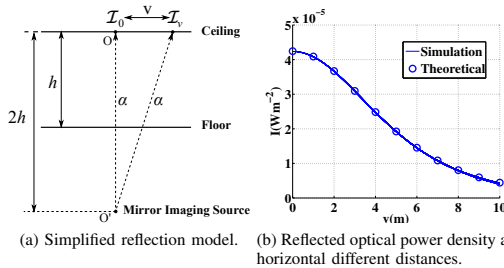 𝓘₀ v 𝓘ᵥ
O Ceiling
h α α
2h
Floor
O' Mirror Imaging Source
(a) Simplified reflection model.
x 10⁻⁵
5
4
3
2
1
0
I(Wm⁻²)
Simulation
Theoretical
0 2 4 6 8 10
v(m)
(b) Reflected optical power density a
horizontal different distances.